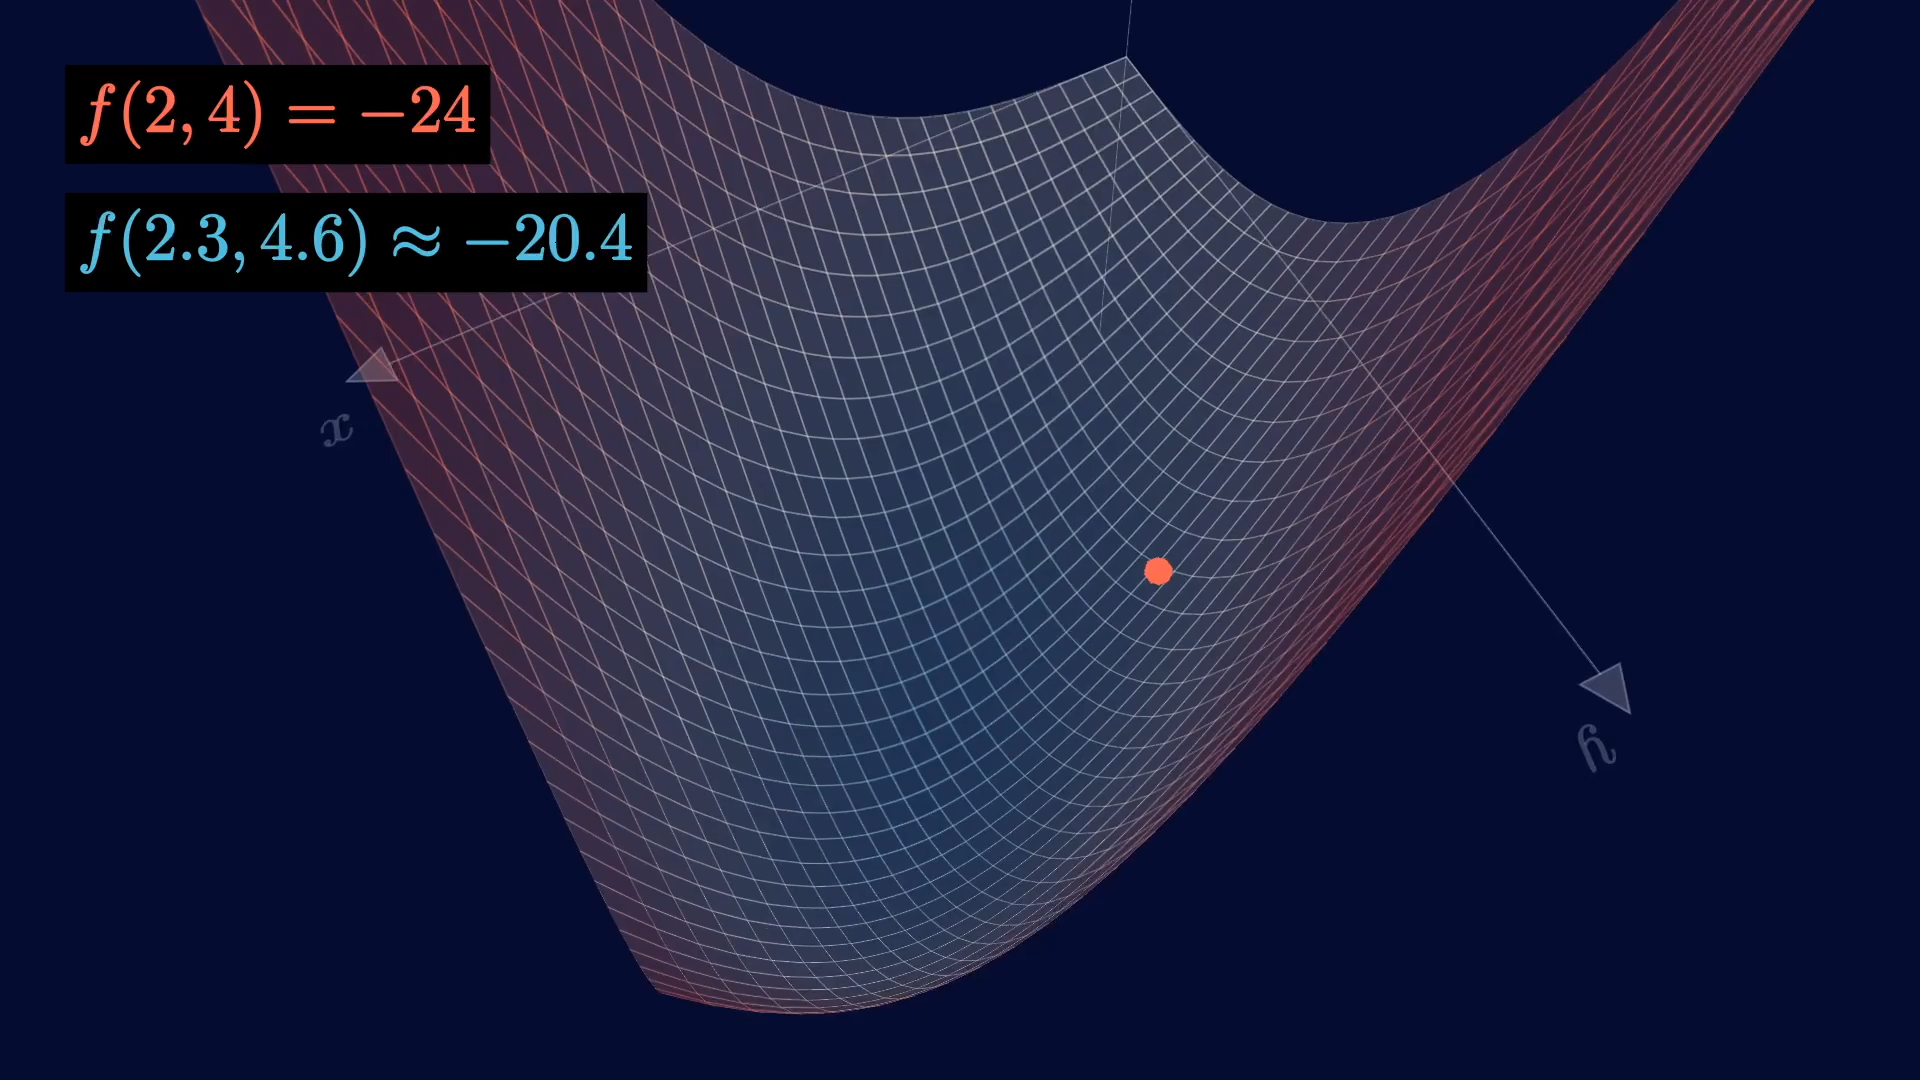 f(2, 4) = −24
f(2.3, 4.6) ≈ −20.4
x
y